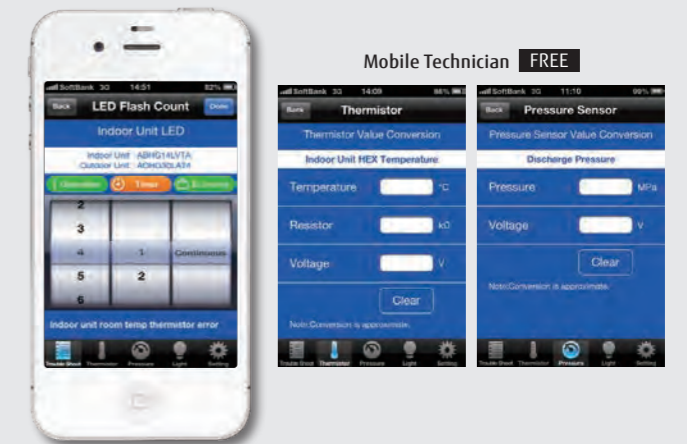 Mobile Technician FREE
SoftBank 3G 14:51 82%
Back LED Flash Count Done
Indoor Unit LED
Indoor Unit : ABHG14LVTA
Outdoor Unit :
Operation Timer Economy
2
3
4 1 Continuous
5 2
6
Indoor unit room temp thermistor error
Trouble Shoot Thermistor Pressure Light Setting
SoftBank 3G 14:09
Back Thermistor
Thermistor Value Conversion
Indoor Unit HEX Temperature
Temperature °C
Resistor kΩ
Voltage V
Clear
Note:Conversion is approximate.
Trouble Shoot Thermistor Pressure Light Setting
SoftBank 3G 11:10 99%
Back Pressure Sensor
Pressure Sensor Value Conversion
Discharge Pressure
Pressure MPa
Voltage V
Clear
Note:Conversion is approximate.
Trouble Shoot Thermistor Pressure Light Setting